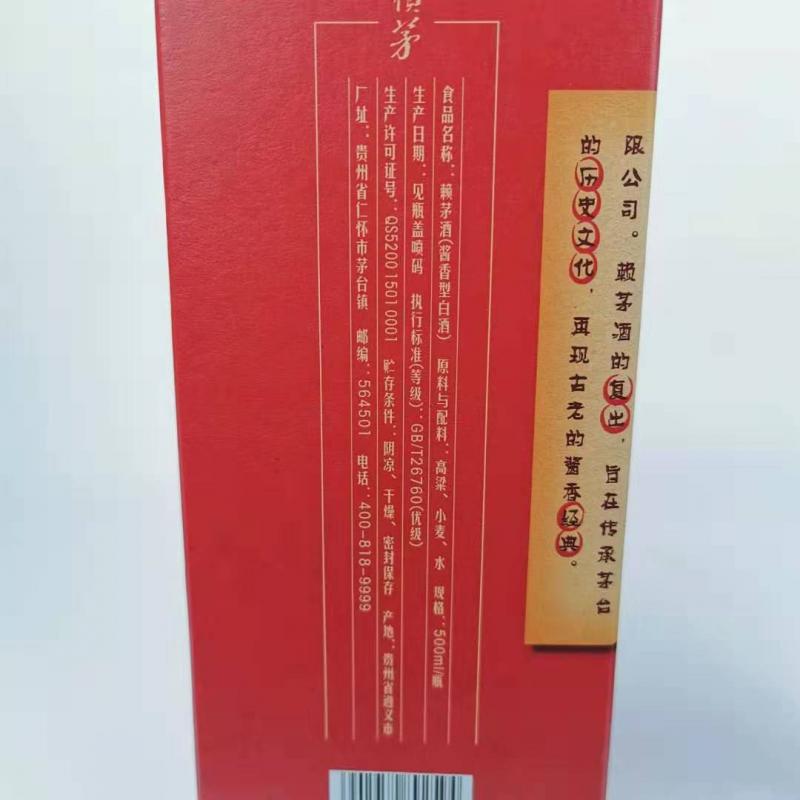 茅
食品名称：赖茅酒(酱香型白酒) 原料与配料：高粱、小麦、水 规格：500ml/瓶
生产日期：见瓶盖喷码 执行标准(等级)：GB/T26760(优级)
生产许可证号：QS5200 1501 0001 贮存条件：阴凉、干燥、密封保存 产地：贵州省遵义市
厂址：贵州省仁怀市茅台镇 邮编：564501 电话：400-818-9999
限公司。赖茅酒的复出，旨在传承茅台
的历史文化，再现古老的酱香经典。